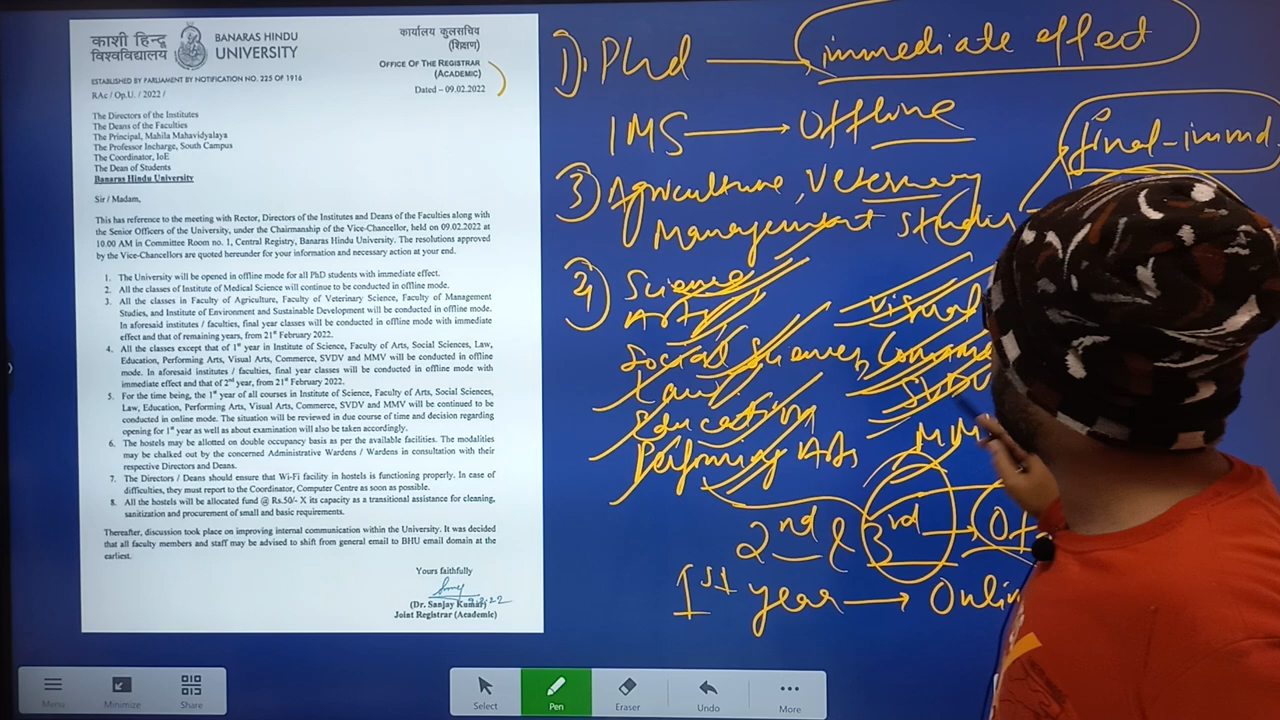 काशी हिन्दू
विश्वविद्यालय
BANARAS HINDU
UNIVERSITY
ESTABLISHED BY PARLIAMENT BY NOTIFICATION NO. 225 OF 1916
RAc / Op.U. / 2022 /
कार्यालय कुलसचिव
(शिक्षण)
OFFICE OF THE REGISTRAR
(ACADEMIC)
Dated – 09.02.2022
The Directors of the Institutes
The Deans of the Faculties
The Principal, Mahila Mahavidyalaya
The Professor Incharge, South Campus
The Coordinator, IoE
The Dean of Students
Banaras Hindu University
Sir / Madam,
This has reference to the meeting with Rector, Directors of the Institutes and Deans of the Faculties along with
the Senior Officers of the University, under the Chairmanship of the Vice-Chancellor, held on 09.02.2022 at
10.00 AM in Committee Room no. 1, Central Registry, Banaras Hindu University. The resolutions approved
by the Vice-Chancellors are quoted hereunder for your information and necessary action at your end.
1. The University will be opened in offline mode for all PhD students with immediate effect.
2. All the classes of Institute of Medical Science will continue to be conducted in offline mode.
3. All the classes in Faculty of Agriculture, Faculty of Veterinary Science, Faculty of Management
Studies, and Institute of Environment and Sustainable Development will be conducted in offline mode.
In aforesaid institutes / faculties, final year classes will be conducted in offline mode with immediate
effect and that of remaining years, from 21st February 2022.
4. All the classes except that of 1st year in Institute of Science, Faculty of Arts, Social Sciences, Law,
Education, Performing Arts, Visual Arts, Commerce, SVDV and MMV will be conducted in offline
mode. In aforesaid institutes / faculties, final year classes will be conducted in offline mode with
immediate effect and that of 2nd year, from 21st February 2022.
5. For the time being, the 1st year of all courses in Institute of Science, Faculty of Arts, Social Sciences,
Law, Education, Performing Arts, Visual Arts, Commerce, SVDV and MMV will be continued to be
conducted in online mode. The situation will be reviewed in due course of time and decision regarding
opening for 1st year as well as about examination will also be taken accordingly.
6. The hostels may be allotted on double occupancy basis as per the available facilities. The modalities
may be chalked out by the concerned Administrative Wardens / Wardens in consultation with their
respective Directors and Deans.
7. The Directors / Deans should ensure that Wi-Fi facility in hostels is functioning properly. In case of
difficulties, they must report to the Coordinator, Computer Centre as soon as possible.
8. All the hostels will be allocated fund @ Rs.50/- X its capacity as a transitional assistance for cleaning,
sanitization and procurement of small and basic requirements.
Thereafter, discussion took place on improving internal communication within the University. It was decided
that all faculty members and staff may be advised to shift from general email to BHU email domain at the
earliest.
Yours faithfully
(Dr. Sanjay Kumar)
Joint Registrar (Academic)
1) Phd immediate effect
IMS Offline
final-immd
3) Agriculture, Veternary
Management Studies
4) Science
Arts
Visual
Social Sciences, Commerce
Law
SVDV
Education
MM
Performing Arts
2nd & 3rd Of
1st year Onlin
Menu
Minimize
Share
Select
Pen
Eraser
Undo
More